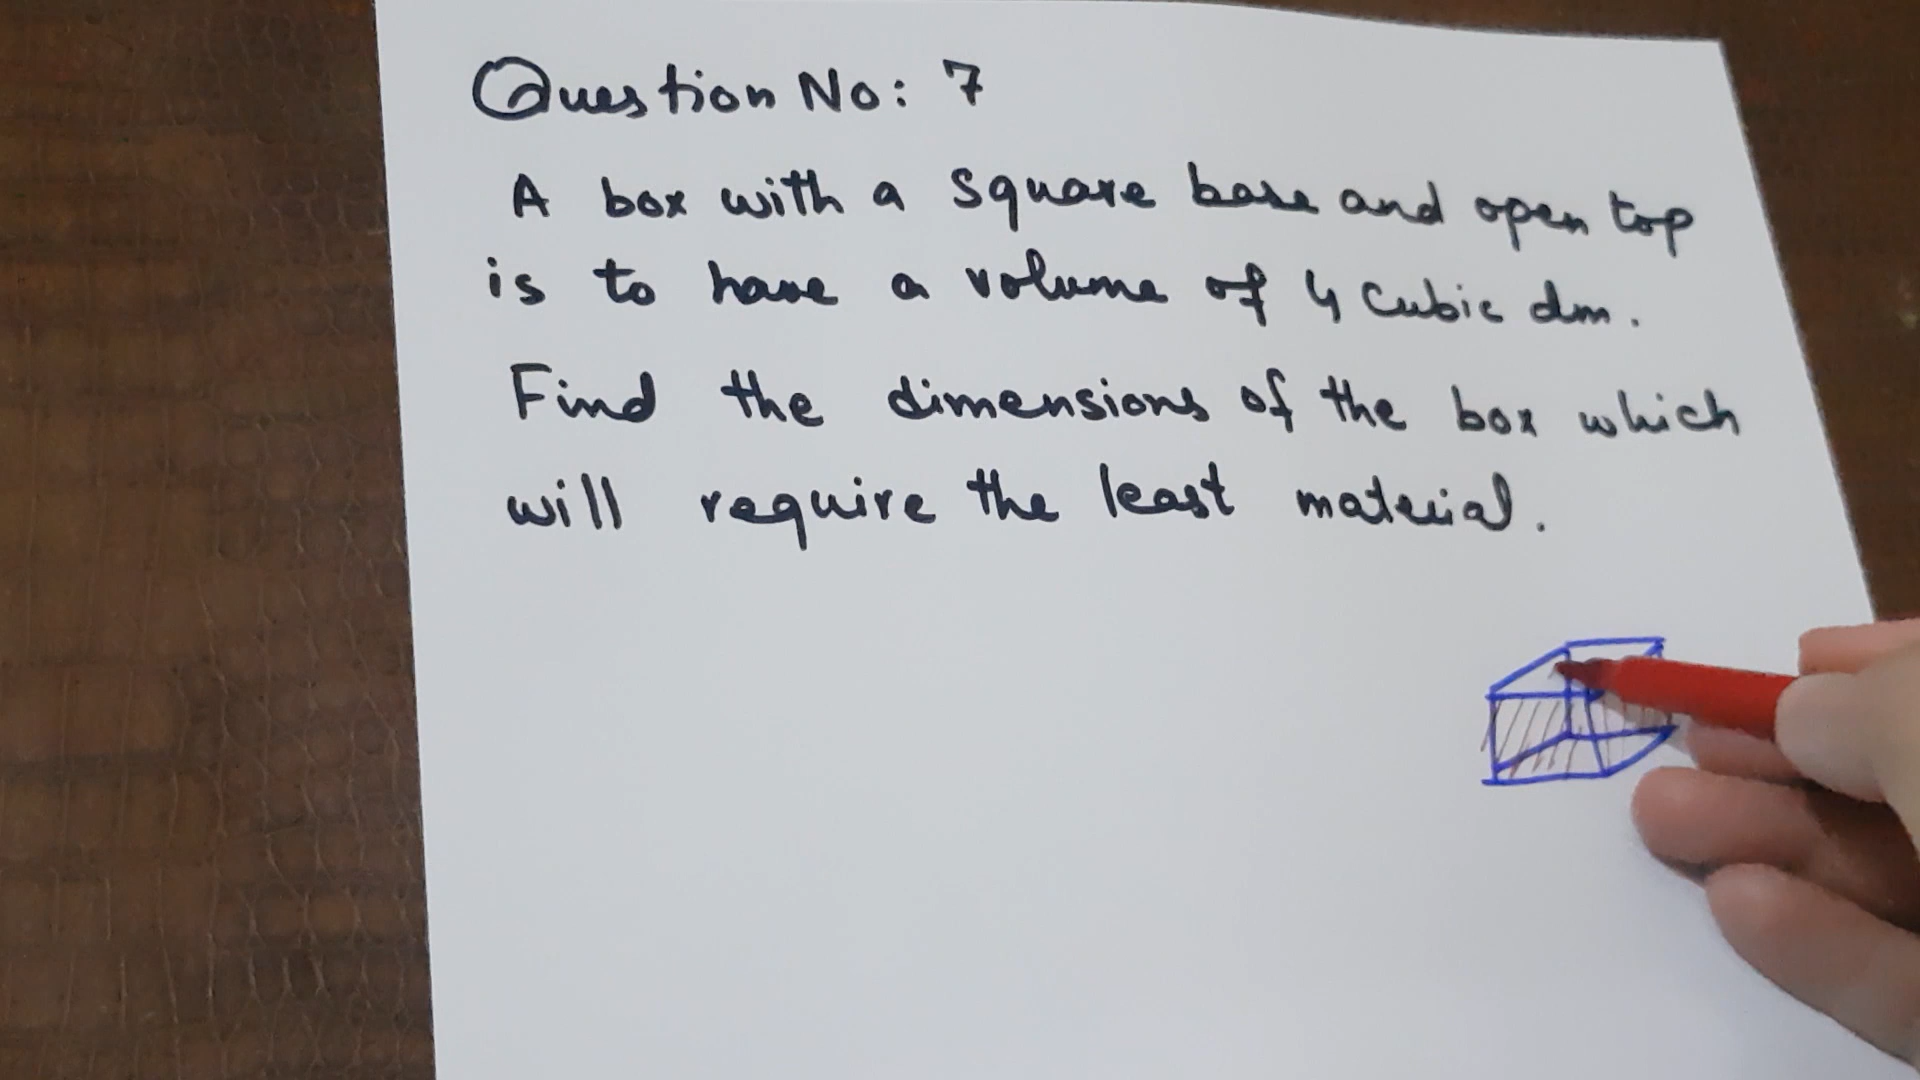 Question No: 7
A box with a square base and open top
is to have a volume of 4 cubic dm.
Find the dimensions of the box which
will require the least material.